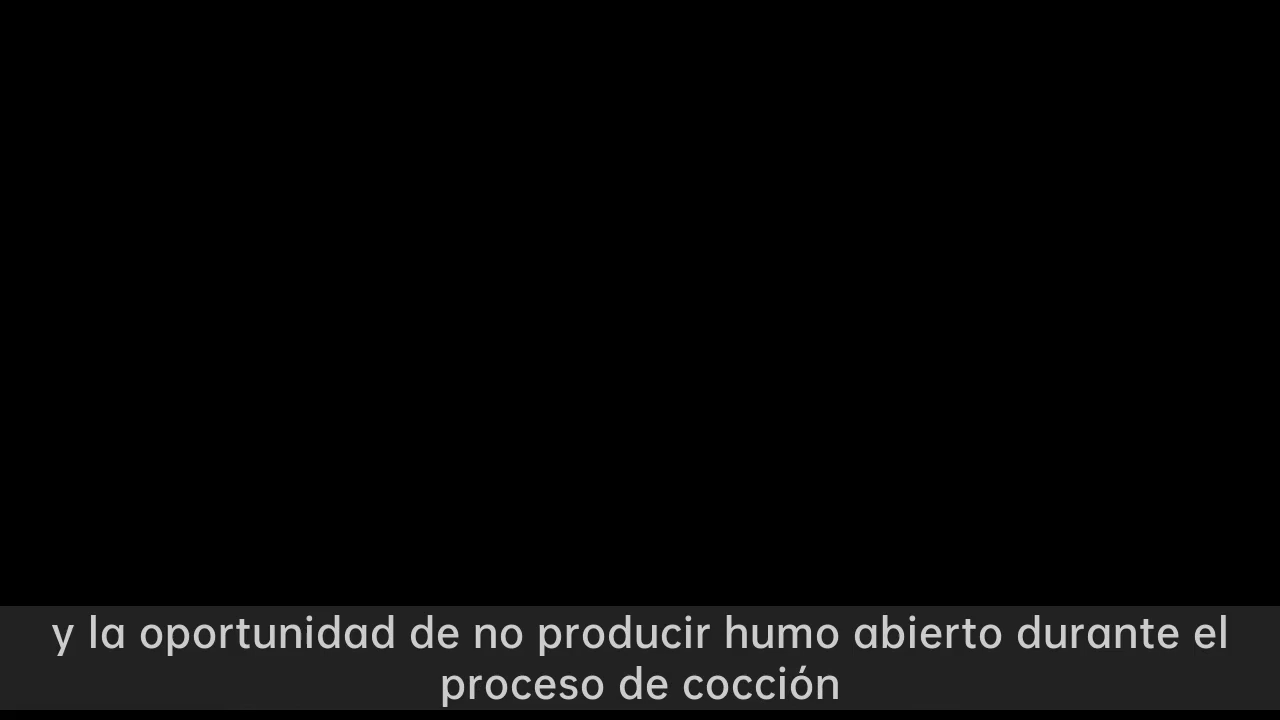 y la oportunidad de no producir humo abierto durante el
proceso de cocción